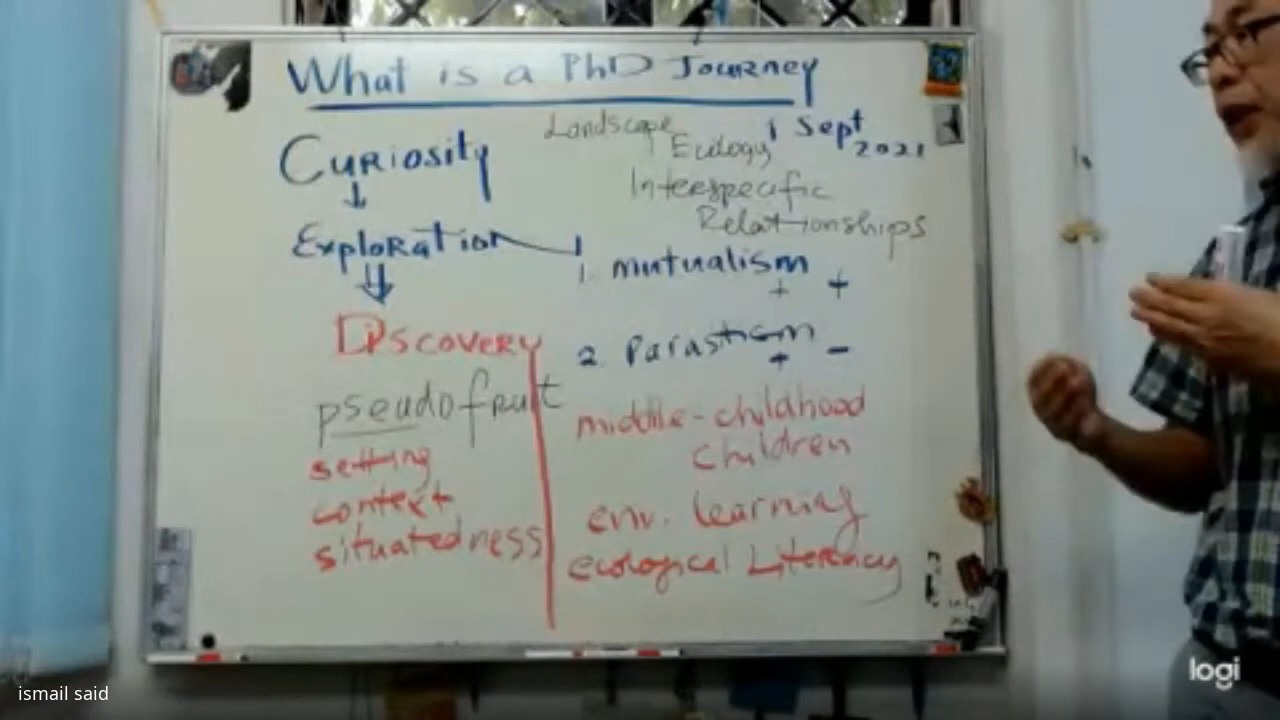 What is a PhD Journey
1 Sept 2021
Curiosity
Landscape
Ecology
Interspecific
Relationships
Exploration
1. mutualism
+ +
Discovery
2. Parasitism
+ -
pseudofruit
setting
context
situatedness
middle-childhood
children
env. learning
ecological Literacy
logi
ismail said